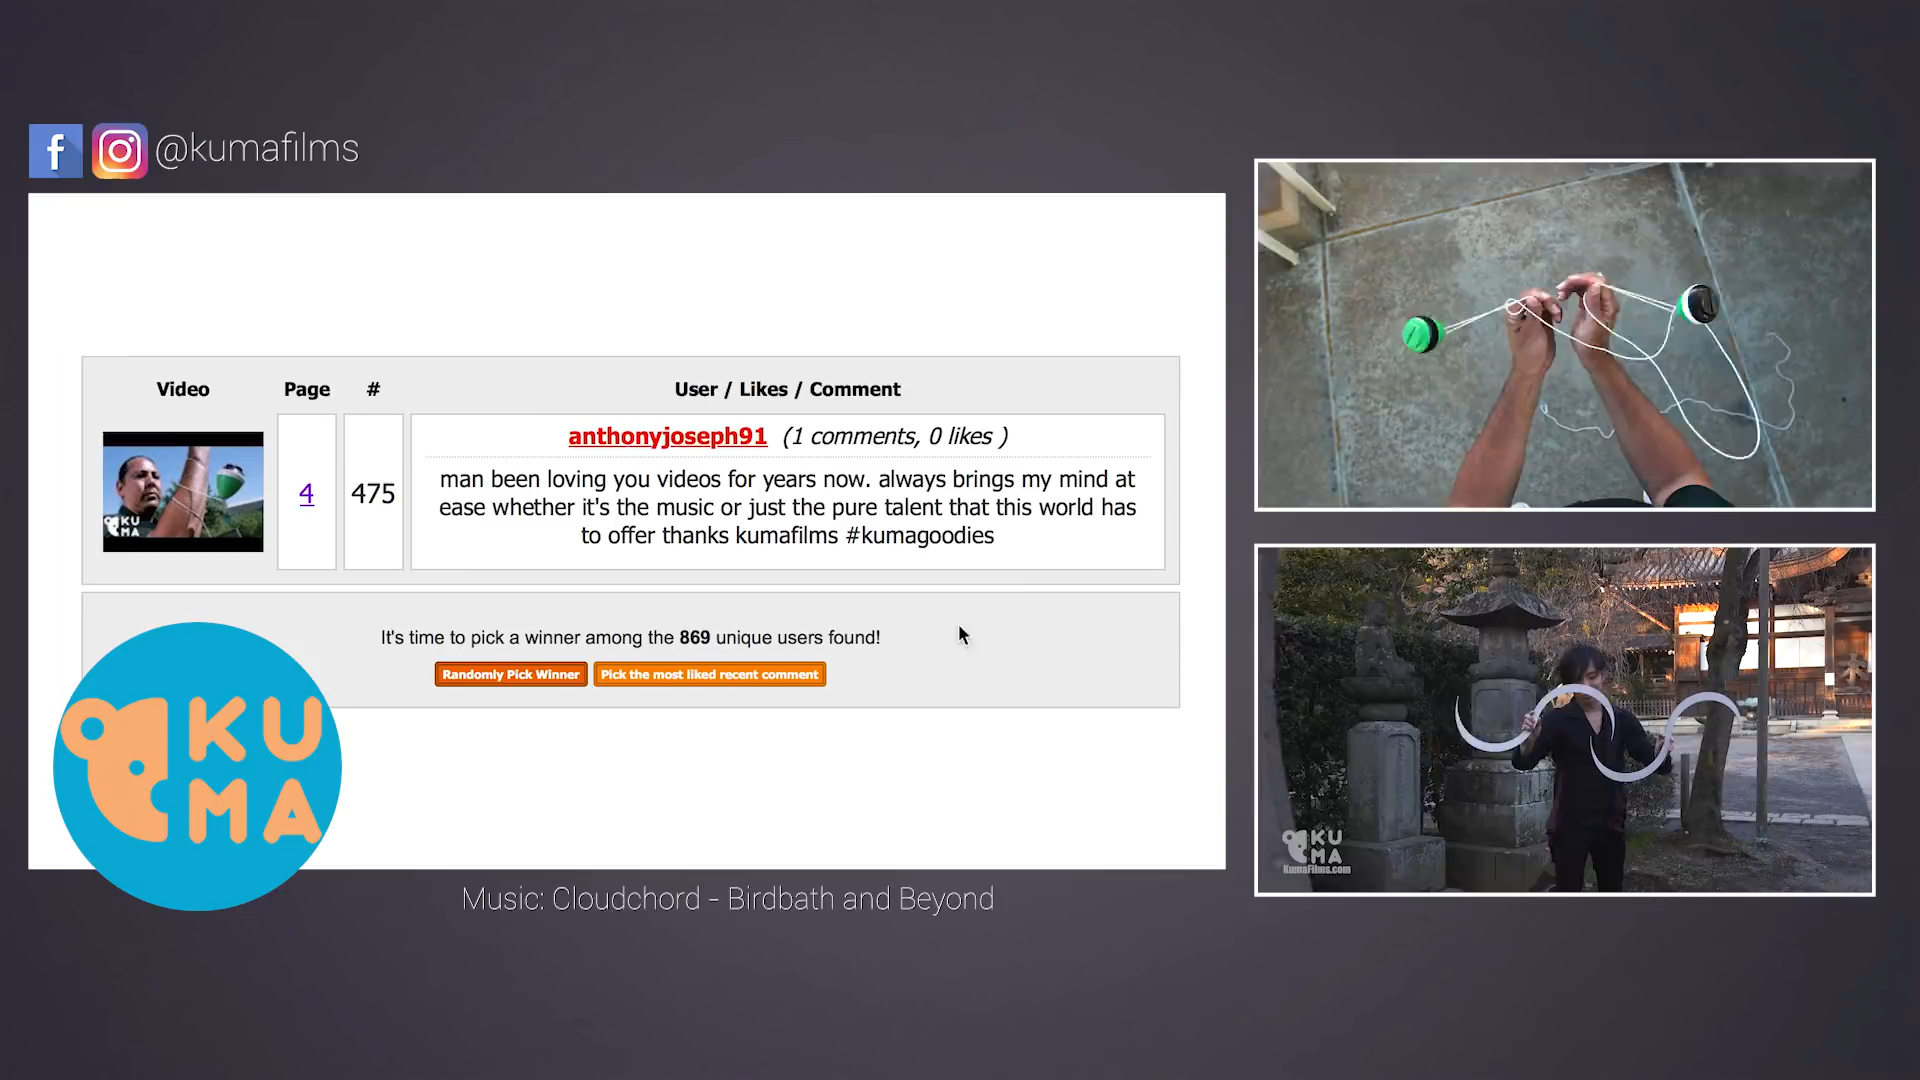 f @kumafilms
Video Page # User / Likes / Comment
anthonyjoseph91 (1 comments, 0 likes )
4 475
man been loving you videos for years now. always brings my mind at
ease whether it's the music or just the pure talent that this world has
to offer thanks kumafilms #kumagoodies
KU
MA
It's time to pick a winner among the 869 unique users found!
Randomly Pick Winner Pick the most liked recent comment
KU
MA
Music: Cloudchord - Birdbath and Beyond
KU
MA
KumaFilms.com